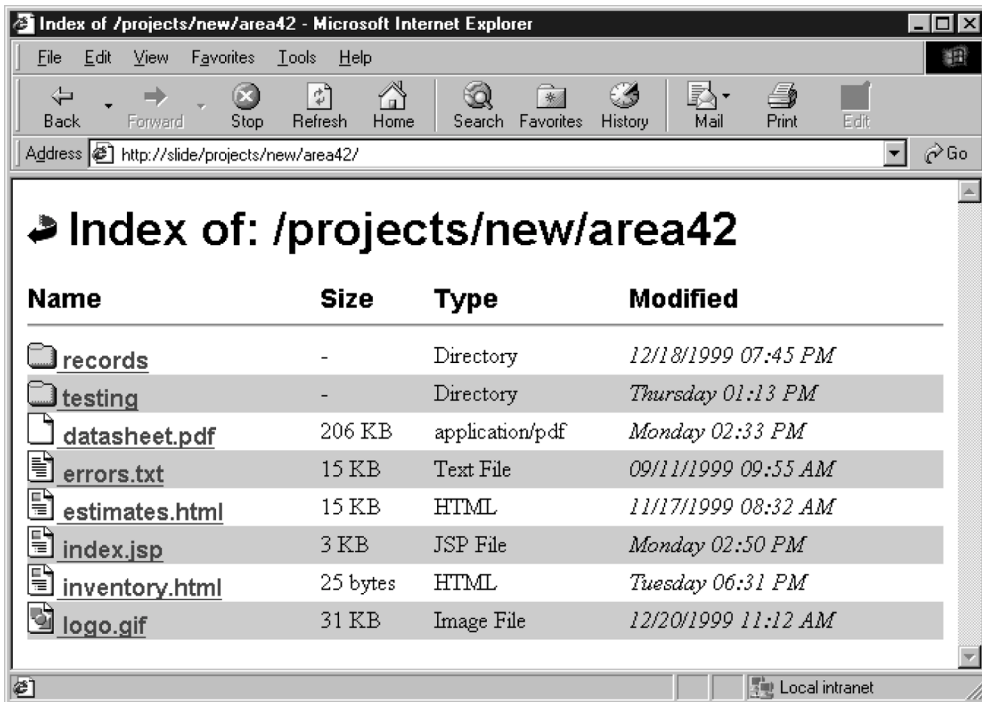 Index of /projects/new/area42 - Microsoft Internet Explorer
File Edit View Favorites Tools Help
Back Forward Stop Refresh Home Search Favorites History Mail Print Edit
Address http://slide/projects/new/area42/ Go
Index of: /projects/new/area42
Name Size Type Modified
records - Directory 12/18/1999 07:45 PM
testing - Directory Thursday 01:13 PM
datasheet.pdf 206 KB application/pdf Monday 02:33 PM
errors.txt 15 KB Text File 09/11/1999 09:55 AM
estimates.html 15 KB HTML 11/17/1999 08:32 AM
index.jsp 3 KB JSP File Monday 02:50 PM
inventory.html 25 bytes HTML Tuesday 06:31 PM
logo.gif 31 KB Image File 12/20/1999 11:12 AM
Local intranet